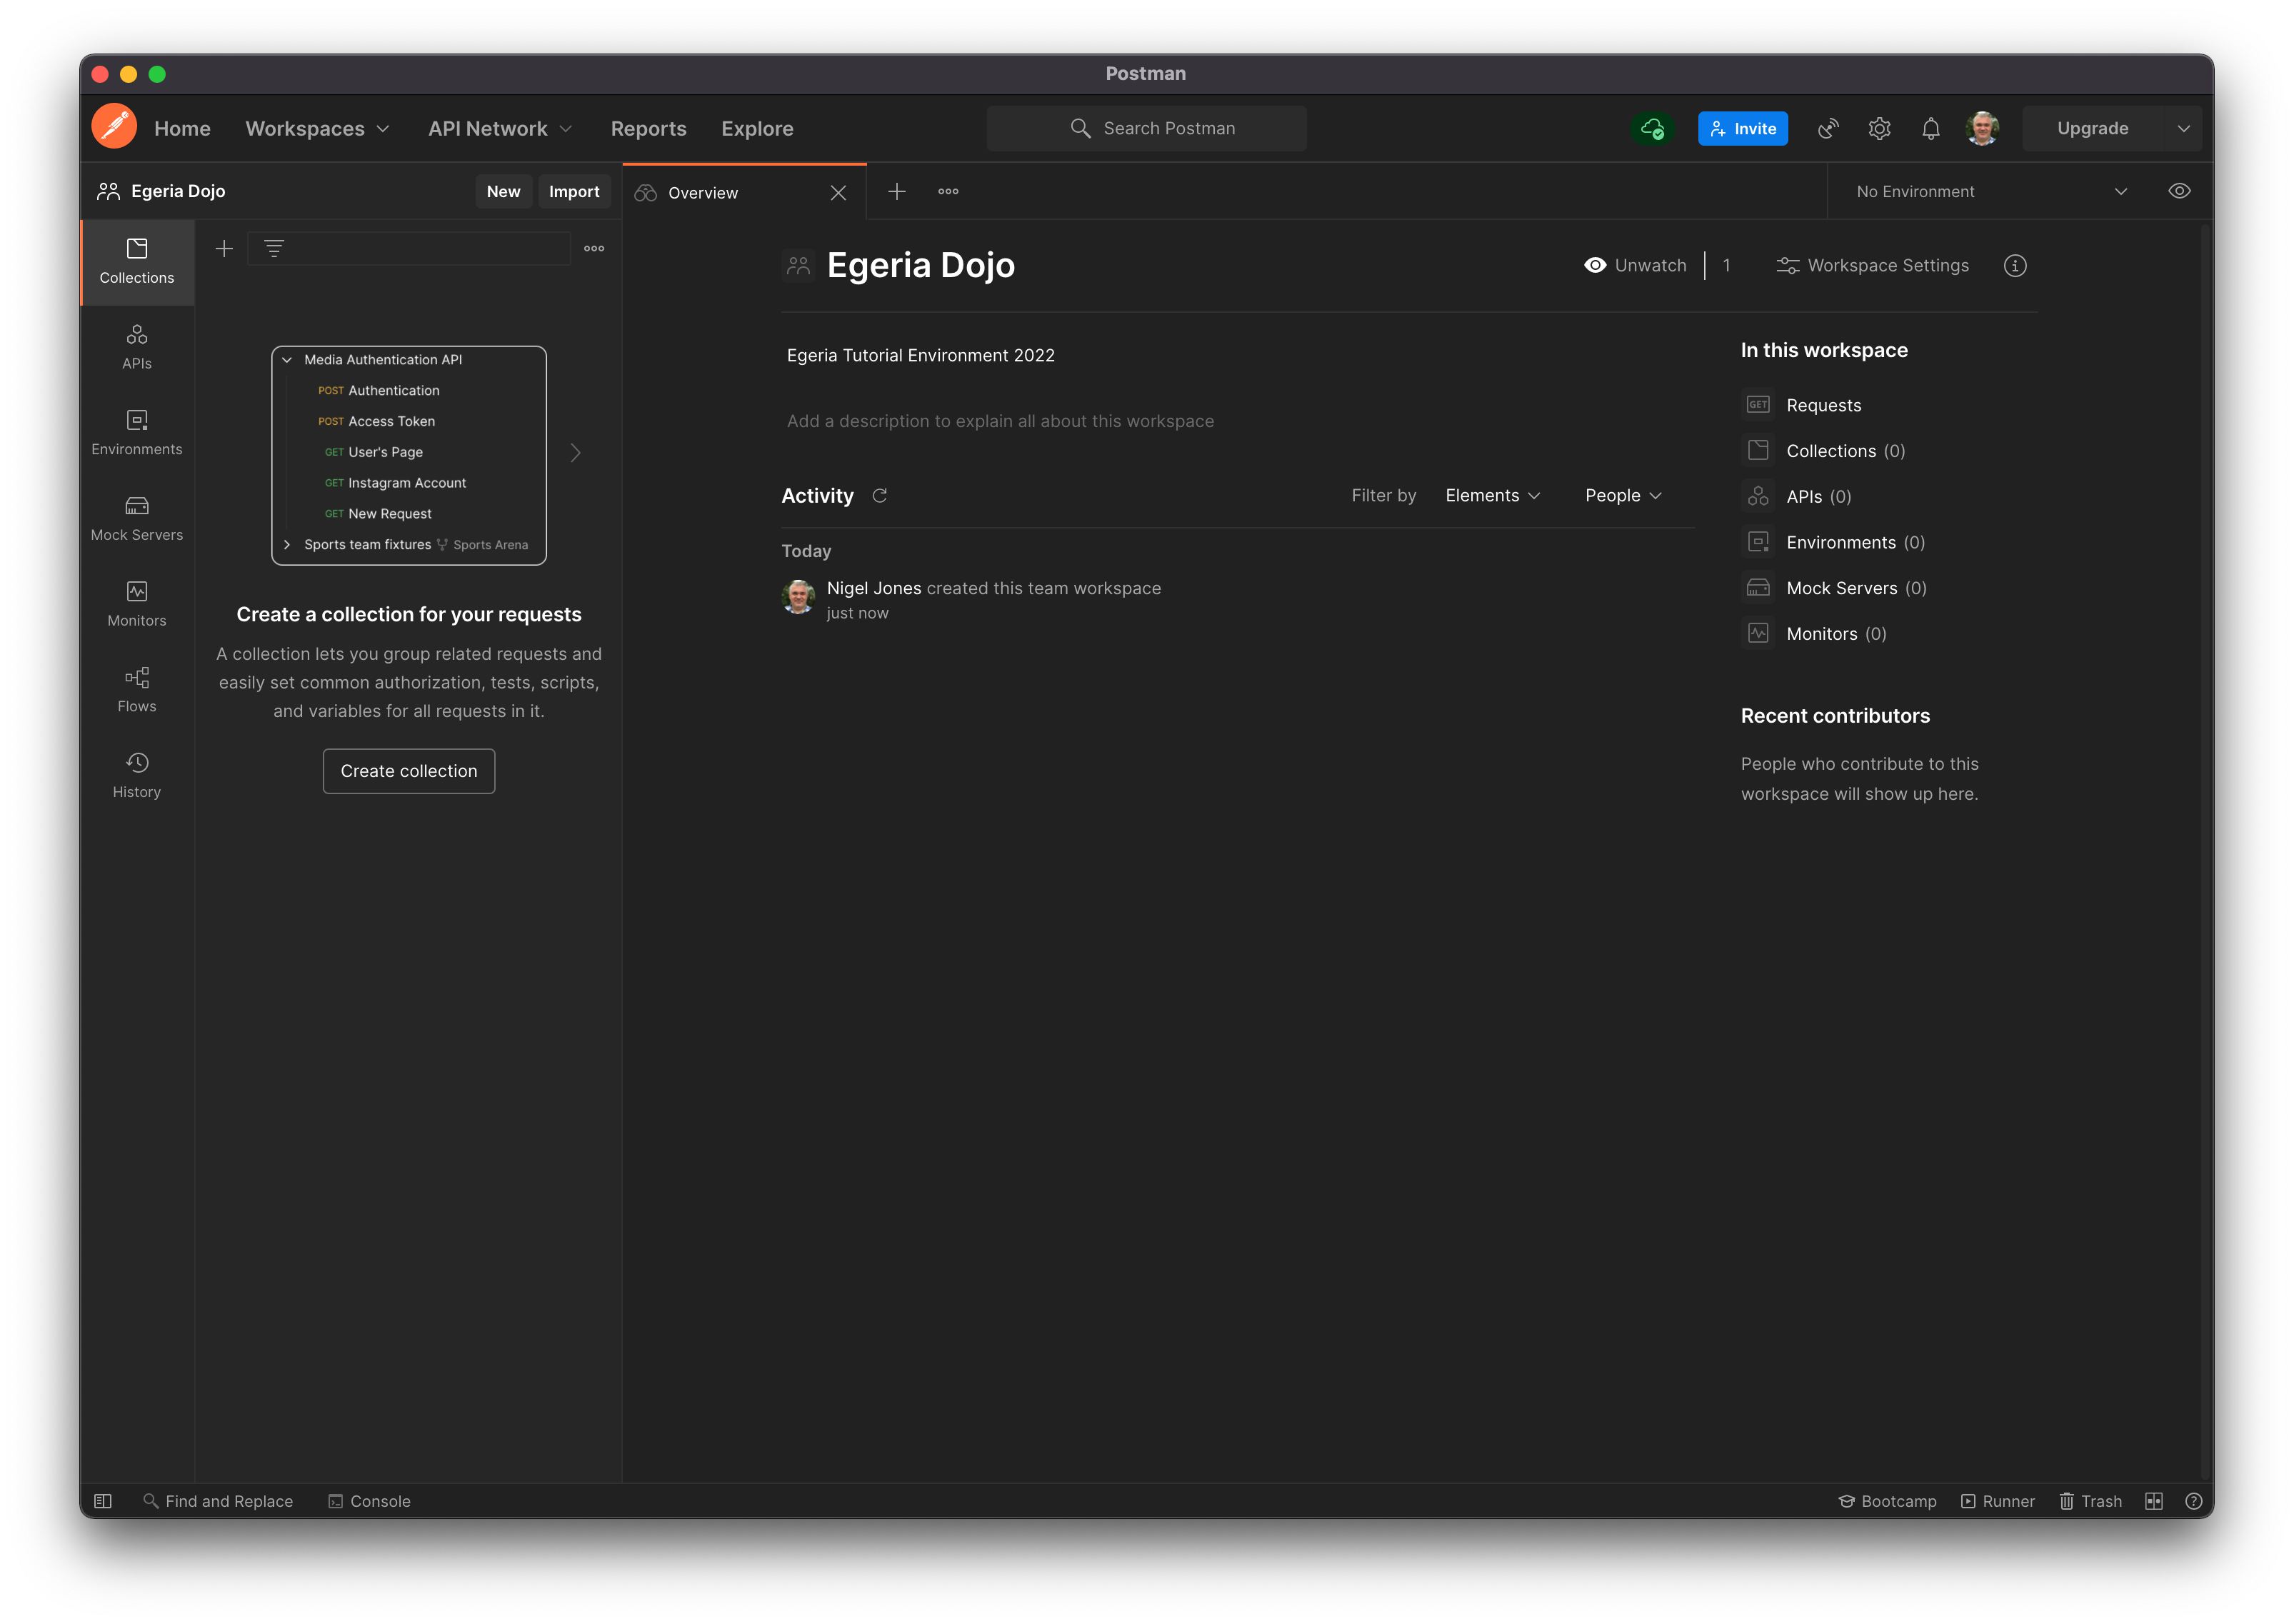 Postman
Home Workspaces API Network Reports Explore Search Postman Invite Upgrade
Egeria Dojo New Import Overview No Environment
Collections
APIs
Environments
Mock Servers
Monitors
Flows
History
Media Authentication API
POST Authentication
POST Access Token
GET User's Page
GET Instagram Account
GET New Request
Sports team fixtures Sports Arena
Create a collection for your requests
A collection lets you group related requests and
easily set common authorization, tests, scripts,
and variables for all requests in it.
Create collection
Egeria Dojo Unwatch 1 Workspace Settings
Egeria Tutorial Environment 2022
Add a description to explain all about this workspace
Activity Filter by Elements People
Today
Nigel Jones created this team workspace
just now
In this workspace
GET Requests
Collections (0)
APIs (0)
Environments (0)
Mock Servers (0)
Monitors (0)
Recent contributors
People who contribute to this
workspace will show up here.
Find and Replace Console Bootcamp Runner Trash